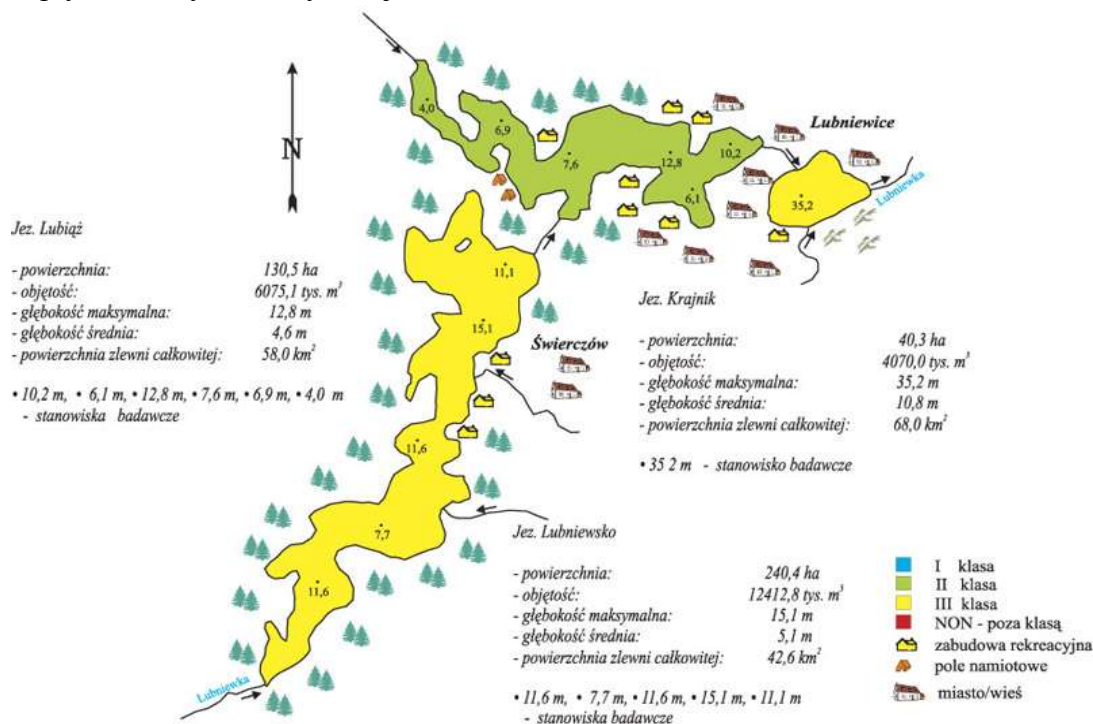 4,0
6,9
7,6
12,8
10,2
6,1
Lubniewice
35,2
Lubniewka
N
Jez. Lubiąż
- powierzchnia: 130,5 ha
- objętość: 6075,1 tys. m³
- głębokość maksymalna: 12,8 m
- głębokość średnia: 4,6 m
- powierzchnia zlewni całkowitej: 58,0 km²
• 10,2 m, • 6,1 m, • 12,8 m, • 7,6 m, • 6,9 m, • 4,0 m
- stanowiska badawcze
11,1
15,1
Świerczów
11,6
7,7
11,6
Lubniewka
Jez. Krajnik
- powierzchnia: 40,3 ha
- objętość: 4070,0 tys. m³
- głębokość maksymalna: 35,2 m
- głębokość średnia: 10,8 m
- powierzchnia zlewni całkowitej: 68,0 km²
• 35 2 m - stanowisko badawcze
Jez. Lubniewsko
- powierzchnia: 240,4 ha
- objętość: 12412,8 tys. m³
- głębokość maksymalna: 15,1 m
- głębokość średnia: 5,1 m
- powierzchnia zlewni całkowitej: 42,6 km²
• 11,6 m, • 7,7 m, • 11,6 m, • 15,1 m, • 11,1 m
- stanowiska badawcze
I klasa
II klasa
III klasa
NON - poza klasą
zabudowa rekreacyjna
pole namiotowe
miasto/wieś